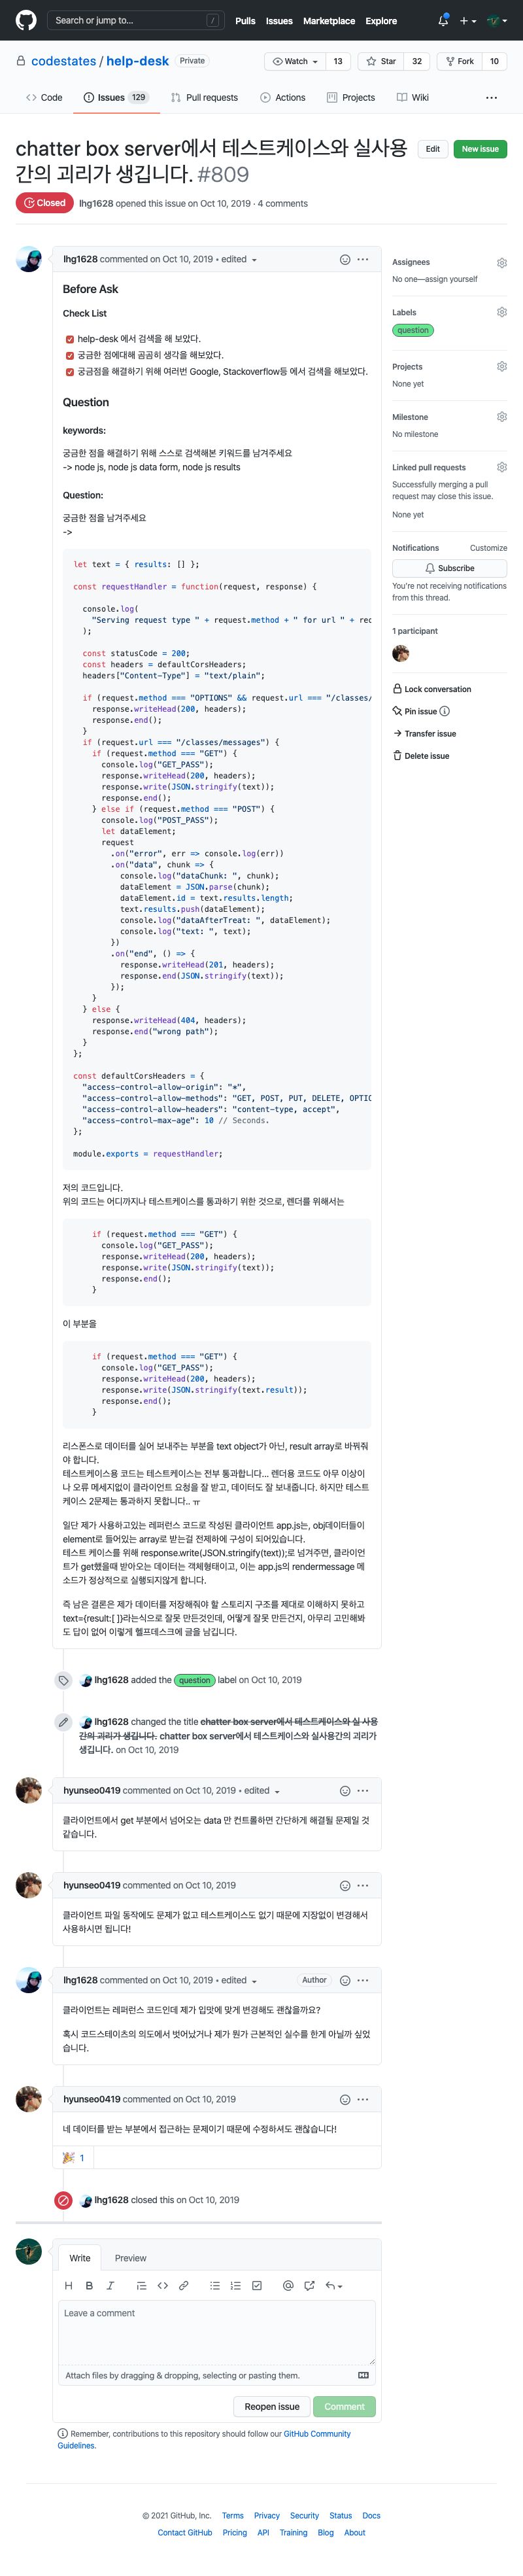 Search or jump to...
/
Pulls
Issues
Marketplace
Explore
codestates / help-desk
Private
Watch
13
Star
32
Fork
10
Code
Issues 129
Pull requests
Actions
Projects
Wiki
chatter box server에서 테스트케이스와 실사용
간의 괴리가 생깁니다. #809
Edit
New issue
Closed
lhg1628 opened this issue on Oct 10, 2019 · 4 comments
lhg1628 commented on Oct 10, 2019 • edited
Before Ask
Check List
help-desk 에서 검색을 해 보았다.
궁금한 점에대해 곰곰히 생각을 해보았다.
궁금점을 해결하기 위해 여러번 Google, Stackoverflow등 에서 검색을 해보았다.
Question
keywords:
궁금한 점을 해결하기 위해 스스로 검색해본 키워드를 남겨주세요
-> node js, node js data form, node js results
Question:
궁금한 점을 남겨주세요
->
let text = { results: [] };
const requestHandler = function(request, response) {
console.log(
"Serving request type " + request.method + " for url " + rec
);
const statusCode = 200;
const headers = defaultCorsHeaders;
headers["Content-Type"] = "text/plain";
if (request.method === "OPTIONS" && request.url === "/classes/
response.writeHead(200, headers);
response.end();
}
if (request.url === "/classes/messages") {
if (request.method === "GET") {
console.log("GET_PASS");
response.writeHead(200, headers);
response.write(JSON.stringify(text));
response.end();
} else if (request.method === "POST") {
console.log("POST_PASS");
let dataElement;
request
.on("error", err => console.log(err))
.on("data", chunk => {
console.log("dataChunk: ", chunk);
dataElement = JSON.parse(chunk);
dataElement.id = text.results.length;
text.results.push(dataElement);
console.log("dataAfterTreat: ", dataElement);
console.log("text: ", text);
})
.on("end", () => {
response.writeHead(201, headers);
response.end(JSON.stringify(text));
});
}
} else {
response.writeHead(404, headers);
response.end("wrong path");
}
};
const defaultCorsHeaders = {
"access-control-allow-origin": "*",
"access-control-allow-methods": "GET, POST, PUT, DELETE, OPTIC
"access-control-allow-headers": "content-type, accept",
"access-control-max-age": 10 // Seconds.
};
module.exports = requestHandler;
저의 코드입니다.
위의 코드는 어디까지나 테스트케이스를 통과하기 위한 것으로, 렌더를 위해서는
if (request.method === "GET") {
console.log("GET_PASS");
response.writeHead(200, headers);
response.write(JSON.stringify(text));
response.end();
}
이 부분을
if (request.method === "GET") {
console.log("GET_PASS");
response.writeHead(200, headers);
response.write(JSON.stringify(text.result));
response.end();
}
리스폰스로 데이터를 실어 보내주는 부분을 text object가 아닌, result array로 바꿔줘
야 합니다.
테스트케이스용 코드는 테스트케이스는 전부 통과합니다... 렌더용 코드도 아무 이상이
나 오류 메세지없이 클라이언트 요청을 잘 받고, 데이터도 잘 보내줍니다. 하지만 테스트
케이스 2문제는 통과하지 못합니다.. ㅠ
일단 제가 사용하고있는 레퍼런스 코드로 작성된 클라이언트 app.js는, obj데이터들이
element로 들어있는 array로 받는걸 전제하에 구성이 되어있습니다.
테스트 케이스를 위해 response.write(JSON.stringify(text));로 넘겨주면, 클라이언
트가 get했을때 받아오는 데이터는 객체형태이고, 이는 app.js의 rendermessage 메
소드가 정상적으로 실행되지않게 합니다.
즉 남은 결론은 제가 데이터를 저장해줘야 할 스토리지 구조를 제대로 이해하지 못하고
text={result:[ ]}라는식으로 잘못 만든것인데, 어떻게 잘못 만든건지, 아무리 고민해봐
도 답이 없어 이렇게 헬프데스크에 글을 남깁니다.
lhg1628 added the question label on Oct 10, 2019
lhg1628 changed the title chatter box server에서 테스트케이스와 실 사용
간의 괴리가 생깁니다. chatter box server에서 테스트케이스와 실사용간의 괴리가
생깁니다. on Oct 10, 2019
hyunseo0419 commented on Oct 10, 2019 • edited
클라이언트에서 get 부분에서 넘어오는 data 만 컨트롤하면 간단하게 해결될 문제일 것
같습니다.
hyunseo0419 commented on Oct 10, 2019
클라이언트 파일 동작에도 문제가 없고 테스트케이스도 없기 때문에 지장없이 변경해서
사용하시면 됩니다!
lhg1628 commented on Oct 10, 2019 • edited
Author
클라이언트는 레퍼런스 코드인데 제가 입맛에 맞게 변경해도 괜찮을까요?
혹시 코드스테이츠의 의도에서 벗어났거나 제가 뭔가 근본적인 실수를 한게 아닐까 싶었
습니다.
hyunseo0419 commented on Oct 10, 2019
네 데이터를 받는 부분에서 접근하는 문제이기 때문에 수정하셔도 괜찮습니다!
1
lhg1628 closed this on Oct 10, 2019
Write
Preview
Leave a comment
Attach files by dragging & dropping, selecting or pasting them.
Reopen issue
Comment
Remember, contributions to this repository should follow our GitHub Community
Guidelines.
Assignees
No one—assign yourself
Labels
question
Projects
None yet
Milestone
No milestone
Linked pull requests
Successfully merging a pull
request may close this issue.
None yet
Notifications
Customize
Subscribe
You're not receiving notifications
from this thread.
1 participant
Lock conversation
Pin issue
Transfer issue
Delete issue
© 2021 GitHub, Inc.
Terms
Privacy
Security
Status
Docs
Contact GitHub
Pricing
API
Training
Blog
About